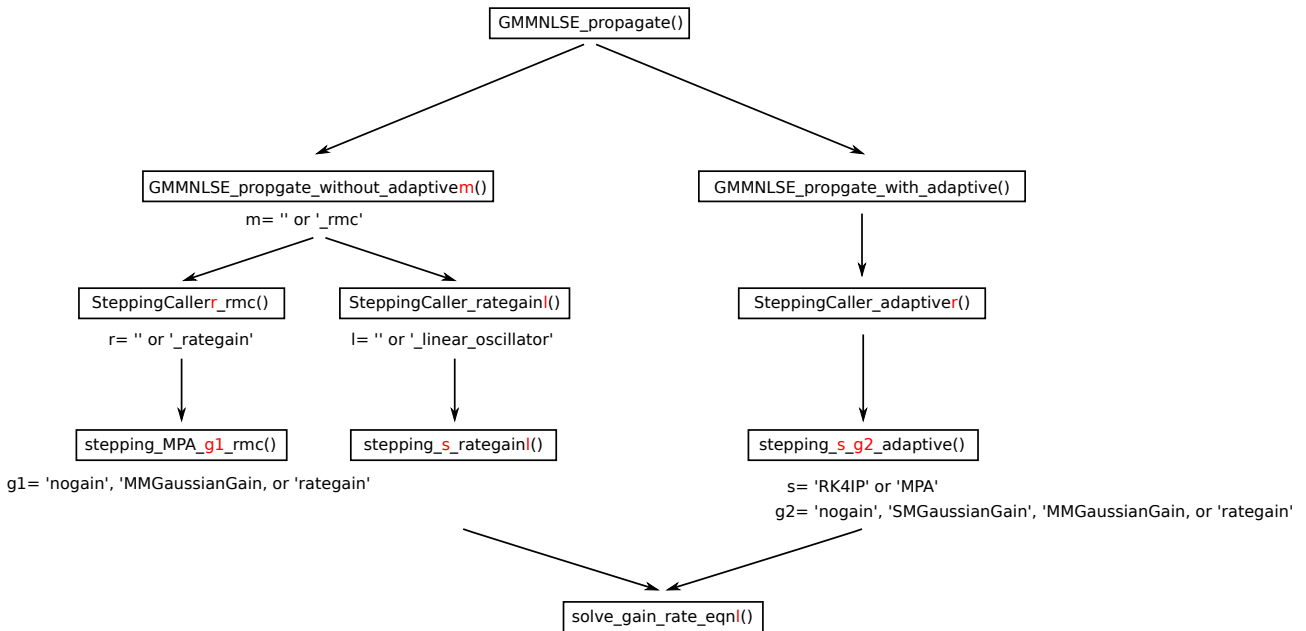 GMMNLSE_propagate()
GMMNLSE_propgate_without_adaptivem()
GMMNLSE_propgate_with_adaptive()
m= '' or '_rmc'
SteppingCallerr_rmc()
SteppingCaller_rategainl()
SteppingCaller_adaptiver()
r= '' or '_rategain'
l= '' or '_linear_oscillator'
stepping_MPA_g1_rmc()
stepping_s_rategainl()
stepping_s_g2_adaptive()
g1= 'nogain', 'MMGaussianGain, or 'rategain'
s= 'RK4IP' or 'MPA'
g2= 'nogain', 'SMGaussianGain', 'MMGaussianGain, or 'rategain'
solve_gain_rate_eqnl()